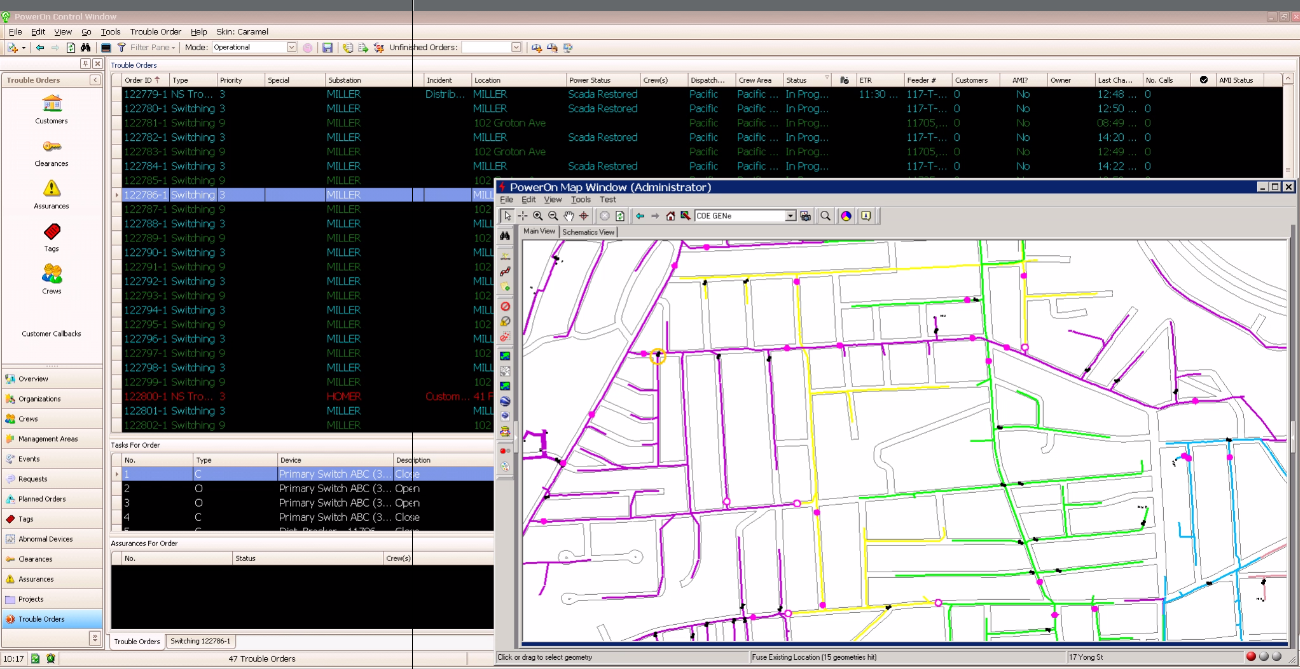 PowerOn Control Window
File Edit View Go Tools Trouble Order Help Skin: Caramel
Filter Pane Mode: Operational Unfinished Orders:
Trouble Orders
Customers
Clearances
Assurances
Tags
Crews
Customer Callbacks
Overview
Organizations
Crews
Management Areas
Events
Requests
Planned Orders
Tags
Abnormal Devices
Clearances
Assurances
Projects
Trouble Orders
Trouble Orders
Order ID Type Priority Special Substation Incident Location Power Status Crew(s) Dispatch... Crew Area Status ETR Feeder # Customers AMI? Owner Last Cha... No. Calls AMI Status
122779-1 NS Tro... 3 MILLER Distrib... MILLER Scada Restored Pacific Pacific ... In Prog... 11:30 ... 117-T-... 0 No 12:48 ... 0
122780-1 Switching 3 MILLER MILLER Scada Restored Pacific Pacific ... In Prog... 117-T-... 0 No 12:50 ... 0
122781-1 Switching 9 MILLER 102 Groton Ave Pacific Pacific ... In Prog... 11705,... 0 No 08:49 ... 0
122782-1 Switching 3 MILLER MILLER Scada Restored Pacific Pacific ... In Prog... 117-T-... 0 No 14:20 ... 0
122783-1 Switching 9 MILLER 102 Groton Ave Pacific Pacific ... In Prog... 11705,... 0 No 12:49 ... 0
122784-1 Switching 3 MILLER MILLER Scada Restored Pacific Pacific ... In Prog... 117-T-... 0 No 14:22 ... 0
122785-1 Switching 9 MILLER 102
122786-1 Switching 3 MILLER MILL
122787-1 Switching 9 MILLER 102
122788-1 Switching 3 MILLER MILL
122789-1 Switching 9 MILLER 102
122790-1 Switching 3 MILLER MILL
122791-1 Switching 9 MILLER 102
122792-1 Switching 3 MILLER MILL
122793-1 Switching 9 MILLER 102
122794-1 Switching 3 MILLER MILL
122795-1 Switching 9 MILLER 102
122796-1 Switching 3 MILLER MILL
122797-1 Switching 9 MILLER 102
122798-1 Switching 3 MILLER MILL
122799-1 Switching 9 MILLER 102
122800-1 NS Tro... 3 HOMER Custom... 41 F
122801-1 Switching 3 MILLER MILL
122802-1 Switching 9 MILLER 102
Tasks For Order
No. Type Device Description
1 C Primary Switch ABC (3... Close
2 O Primary Switch ABC (3... Open
3 O Primary Switch ABC (3... Open
4 C Primary Switch ABC (3... Close
Assurances For Order
No. Status Crew(s)
Trouble Orders Switching 122786-1
10:17 47 Trouble Orders
PowerOn Map Window (Administrator)
File Edit View Tools Test
COE GENe
Main View Schematics View
Click or drag to select geometry Fuse Existing Location (15 geometries hit) 17 Yong St